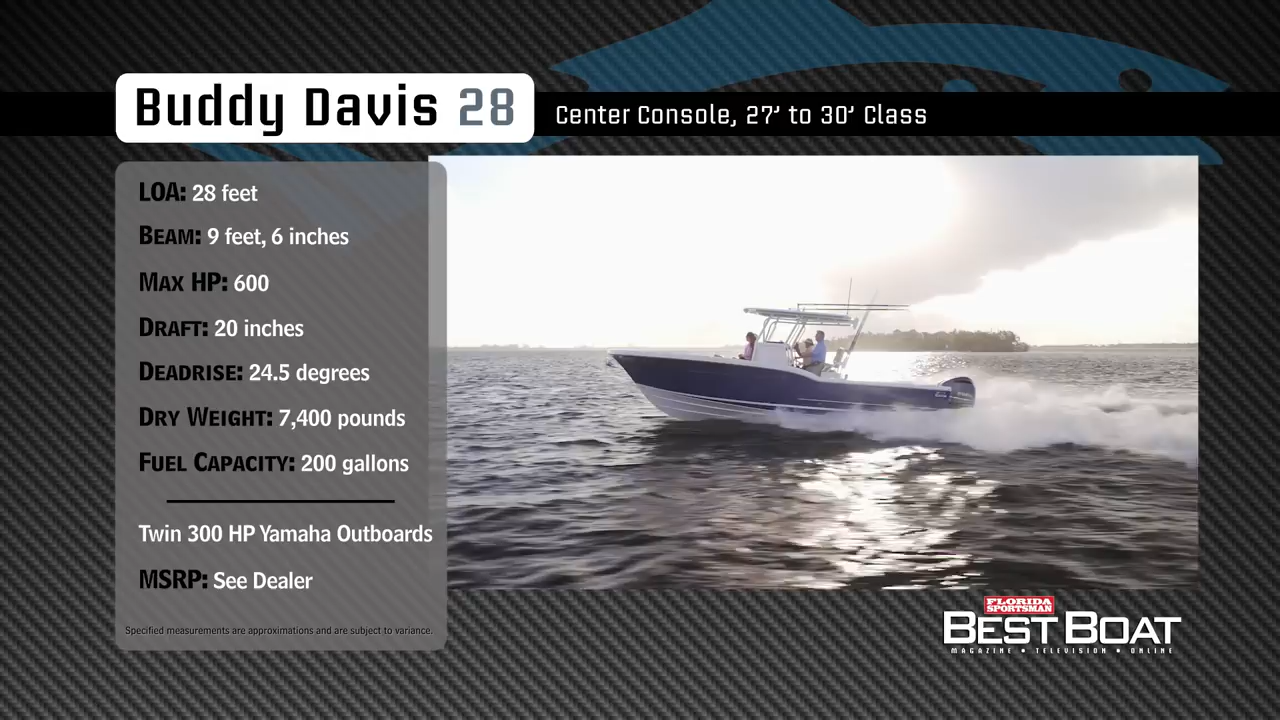 Buddy Davis 28
Center Console, 27’ to 30’ Class
LOA: 28 feet
BEAM: 9 feet, 6 inches
MAX HP: 600
DRAFT: 20 inches
DEADRISE: 24.5 degrees
DRY WEIGHT: 7,400 pounds
FUEL CAPACITY: 200 gallons
Twin 300 HP Yamaha Outboards
MSRP: See Dealer
Specified measurements are approximations and are subject to variance.
FLORIDA
SPORTSMAN
BEST BOAT
MAGAZINE • TELEVISION • ONLINE